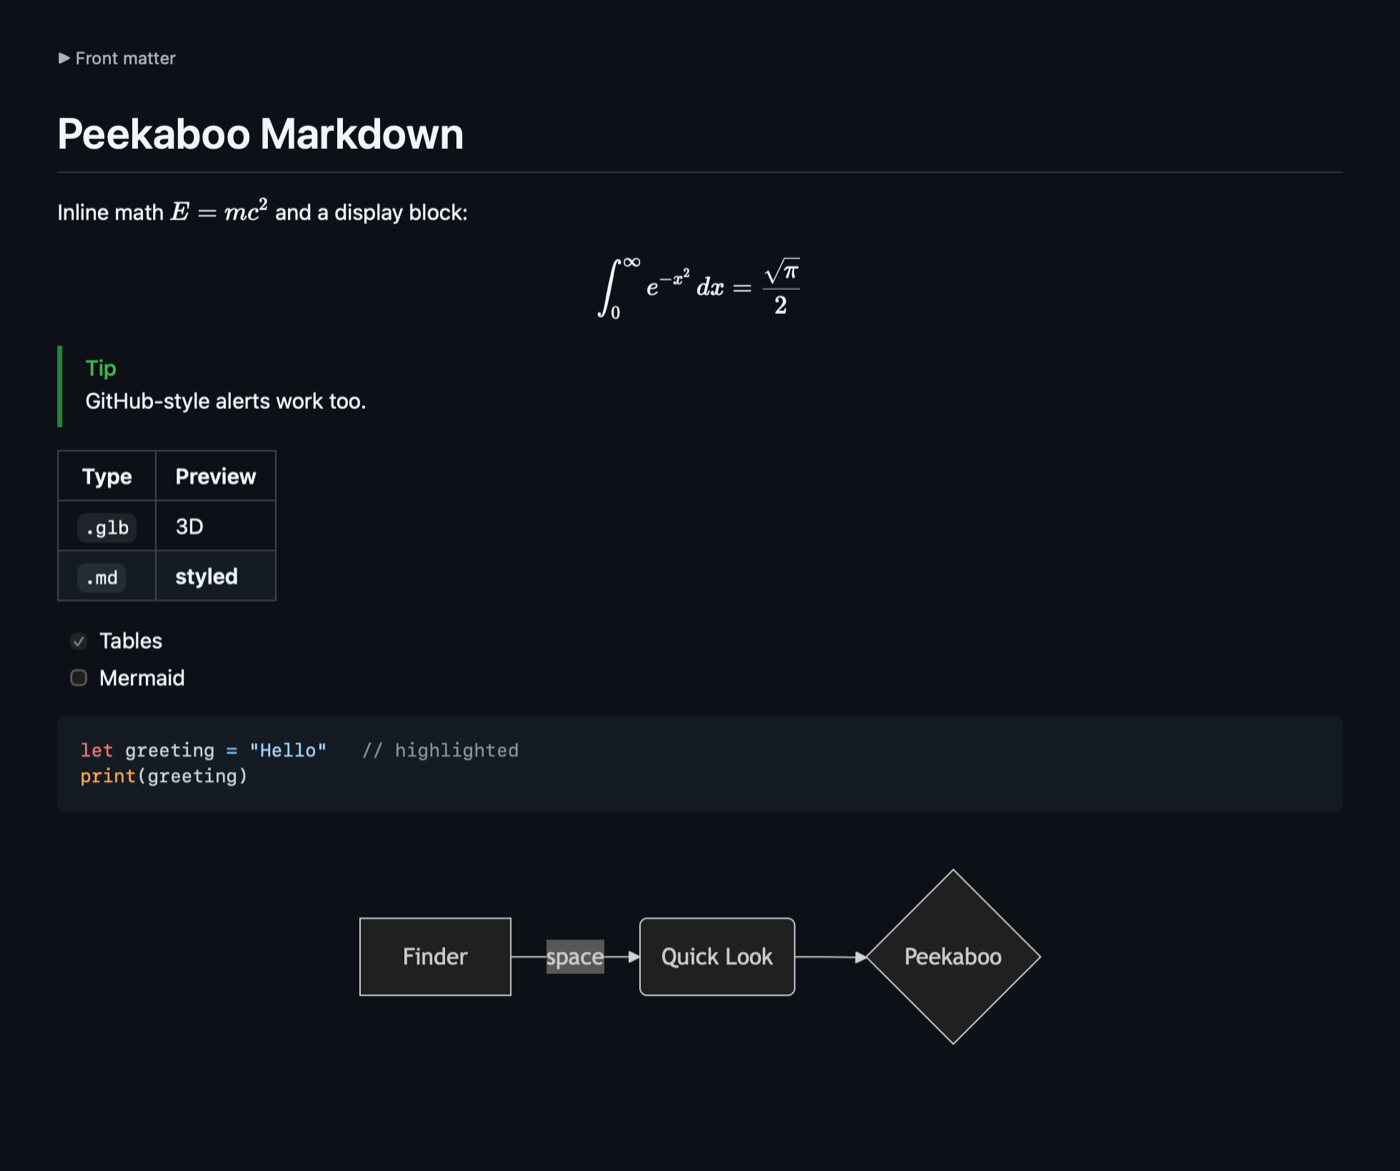 Front matter
Peekaboo Markdown
Inline math E = mc² and a display block:
∫₀^∞ e^{-x²} dx = √π / 2
Tip
GitHub-style alerts work too.
Type Preview
.glb 3D
.md styled
Tables
Mermaid
let greeting = "Hello"   // highlighted
print(greeting)
Finder space Quick Look Peekaboo